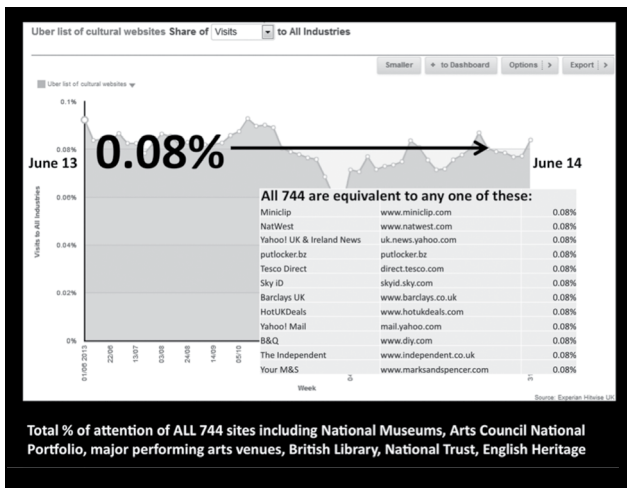 Uber list of cultural websites Share of Visits to All Industries
Smaller + to Dashboard Options > Export >
Uber list of cultural websites
0.1%
0.08%
0.06%
0.04%
0.02%
0%
Visits to All Industries
June 13 0.08% June 14
All 744 are equivalent to any one of these:
Miniclip www.miniclip.com 0.08%
NatWest www.natwest.com 0.08%
Yahoo! UK & Ireland News uk.news.yahoo.com 0.08%
putlocker.bz putlocker.bz 0.08%
Tesco Direct direct.tesco.com 0.08%
Sky iD skyid.sky.com 0.08%
Barclays UK www.barclays.co.uk 0.08%
HotUKDeals www.hotukdeals.com 0.08%
Yahoo! Mail mail.yahoo.com 0.08%
B&Q www.diy.com 0.08%
The Independent www.independent.co.uk 0.08%
Your M&S www.marksandspencer.com 0.08%
01/06 2013 22/06 13/07 03/08 24/08 14/09 05/10
Week
Source: Experian Hitwise UK
Total % of attention of ALL 744 sites including National Museums, Arts Council National
Portfolio, major performing arts venues, British Library, National Trust, English Heritage